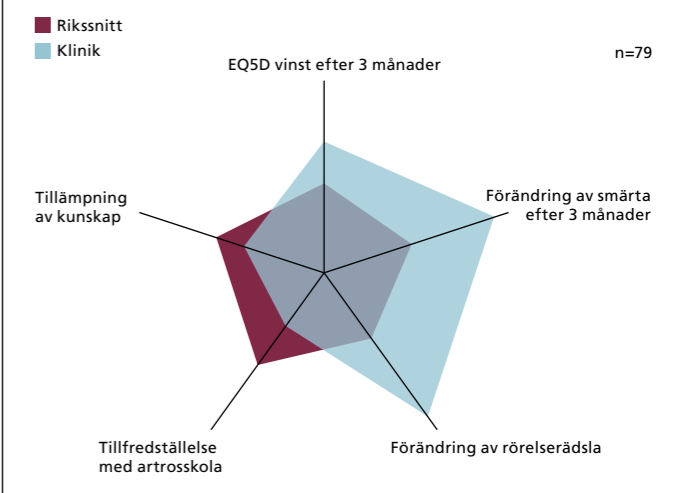 Rikssnitt
Klinik
n=79
EQ5D vinst efter 3 månader
Förändring av smärta
efter 3 månader
Tillämpning
av kunskap
Tillfredställelse
med artrosskola
Förändring av rörelserädsla